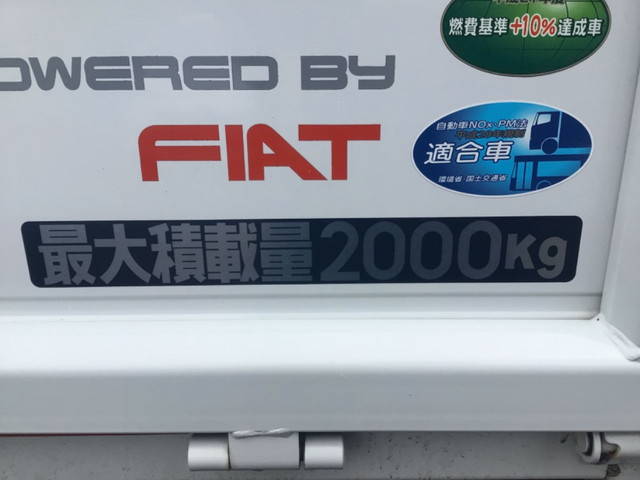 燃費基準+10%達成車
POWERED BY
FIAT
自動車NOx・PM法
適合車
環境省・国土交通省
最大積載量2000Kg